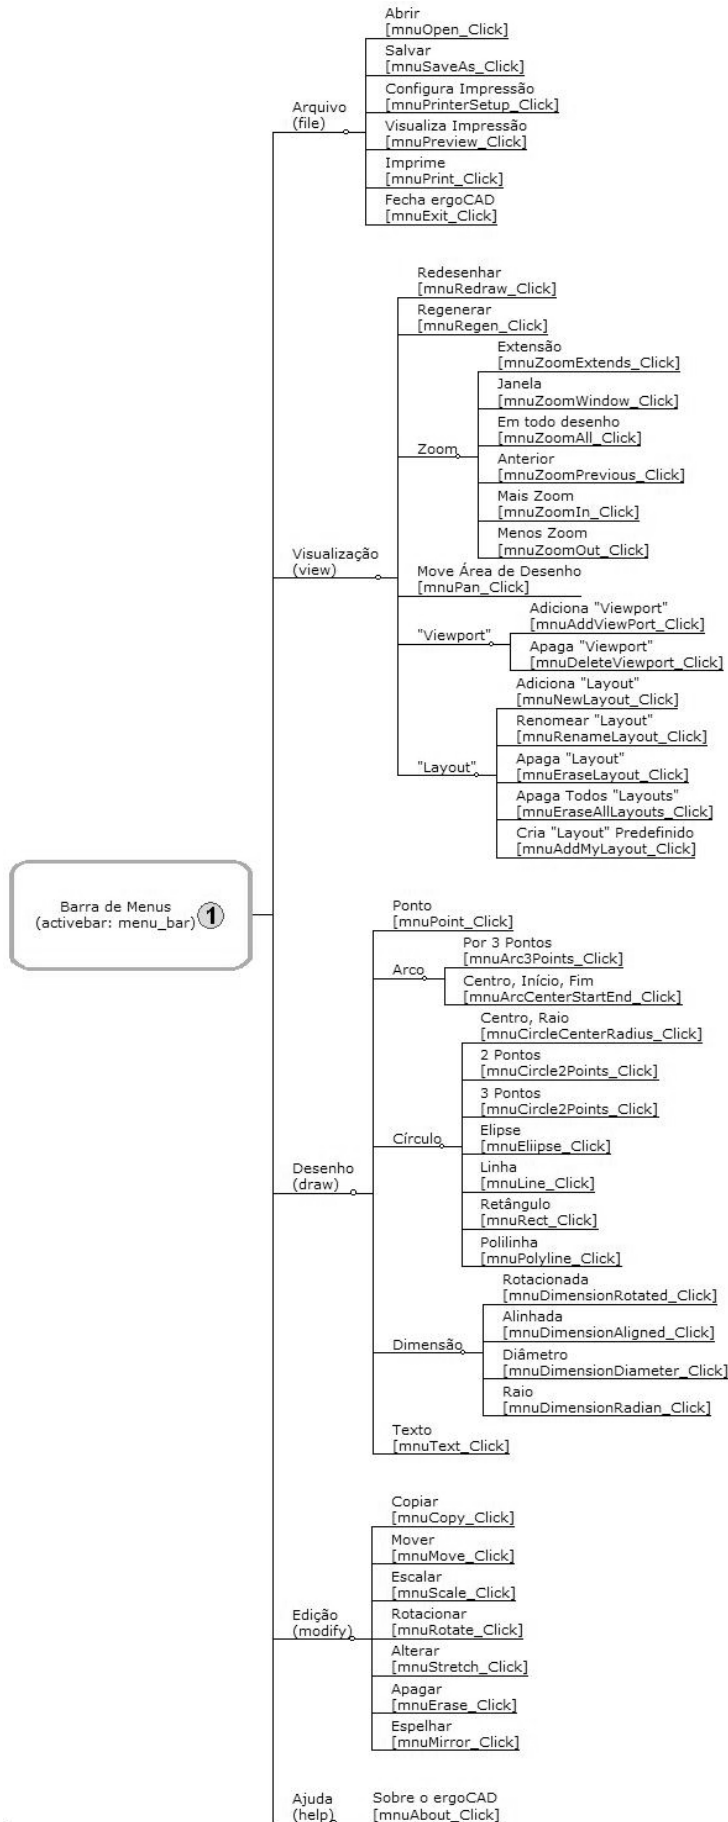 Abrir
[mnuOpen_Click]
Salvar
[mnuSaveAs_Click]
Configura Impressão
[mnuPrinterSetup_Click]
Arquivo
(file)
Visualiza Impressão
[mnuPreview_Click]
Imprime
[mnuPrint_Click]
Fecha ergoCAD
[mnuExit_Click]
Redesenhar
[mnuRedraw_Click]
Regenerar
[mnuRegen_Click]
Extensão
[mnuZoomExtends_Click]
Janela
[mnuZoomWindow_Click]
Em todo desenho
[mnuZoomAll_Click]
Zoom
Anterior
[mnuZoomPrevious_Click]
Mais Zoom
[mnuZoomIn_Click]
Menos Zoom
[mnuZoomOut_Click]
Visualização
(view)
Move Área de Desenho
[mnuPan_Click]
Adiciona "Viewport"
[mnuAddViewPort_Click]
"Viewport"
Apaga "Viewport"
[mnuDeleteViewport_Click]
Adiciona "Layout"
[mnuNewLayout_Click]
Renomear "Layout"
[mnuRenameLayout_Click]
"Layout"
Apaga "Layout"
[mnuEraseLayout_Click]
Apaga Todos "Layouts"
[mnuEraseAllLayouts_Click]
Cria "Layout" Predefinido
[mnuAddMyLayout_Click]
Barra de Menus
(activebar: menu_bar) 1
Ponto
[mnuPoint_Click]
Por 3 Pontos
[mnuArc3Points_Click]
Arco
Centro, Início, Fim
[mnuArcCenterStartEnd_Click]
Centro, Raio
[mnuCircleCenterRadius_Click]
2 Pontos
[mnuCircle2Points_Click]
3 Pontos
[mnuCircle2Points_Click]
Círculo
Elipse
[mnuEliipse_Click]
Linha
[mnuLine_Click]
Desenho
(draw)
Retângulo
[mnuRect_Click]
Polilinha
[mnuPolyline_Click]
Rotacionada
[mnuDimensionRotated_Click]
Alinhada
[mnuDimensionAligned_Click]
Dimensão
Diâmetro
[mnuDimensionDiameter_Click]
Raio
[mnuDimensionRadian_Click]
Texto
[mnuText_Click]
Copiar
[mnuCopy_Click]
Mover
[mnuMove_Click]
Escalar
[mnuScale_Click]
Edição
(modify)
Rotacionar
[mnuRotate_Click]
Alterar
[mnuStretch_Click]
Apagar
[mnuErase_Click]
Espelhar
[mnuMirror_Click]
Ajuda
(help)
Sobre o ergoCAD
[mnuAbout_Click]